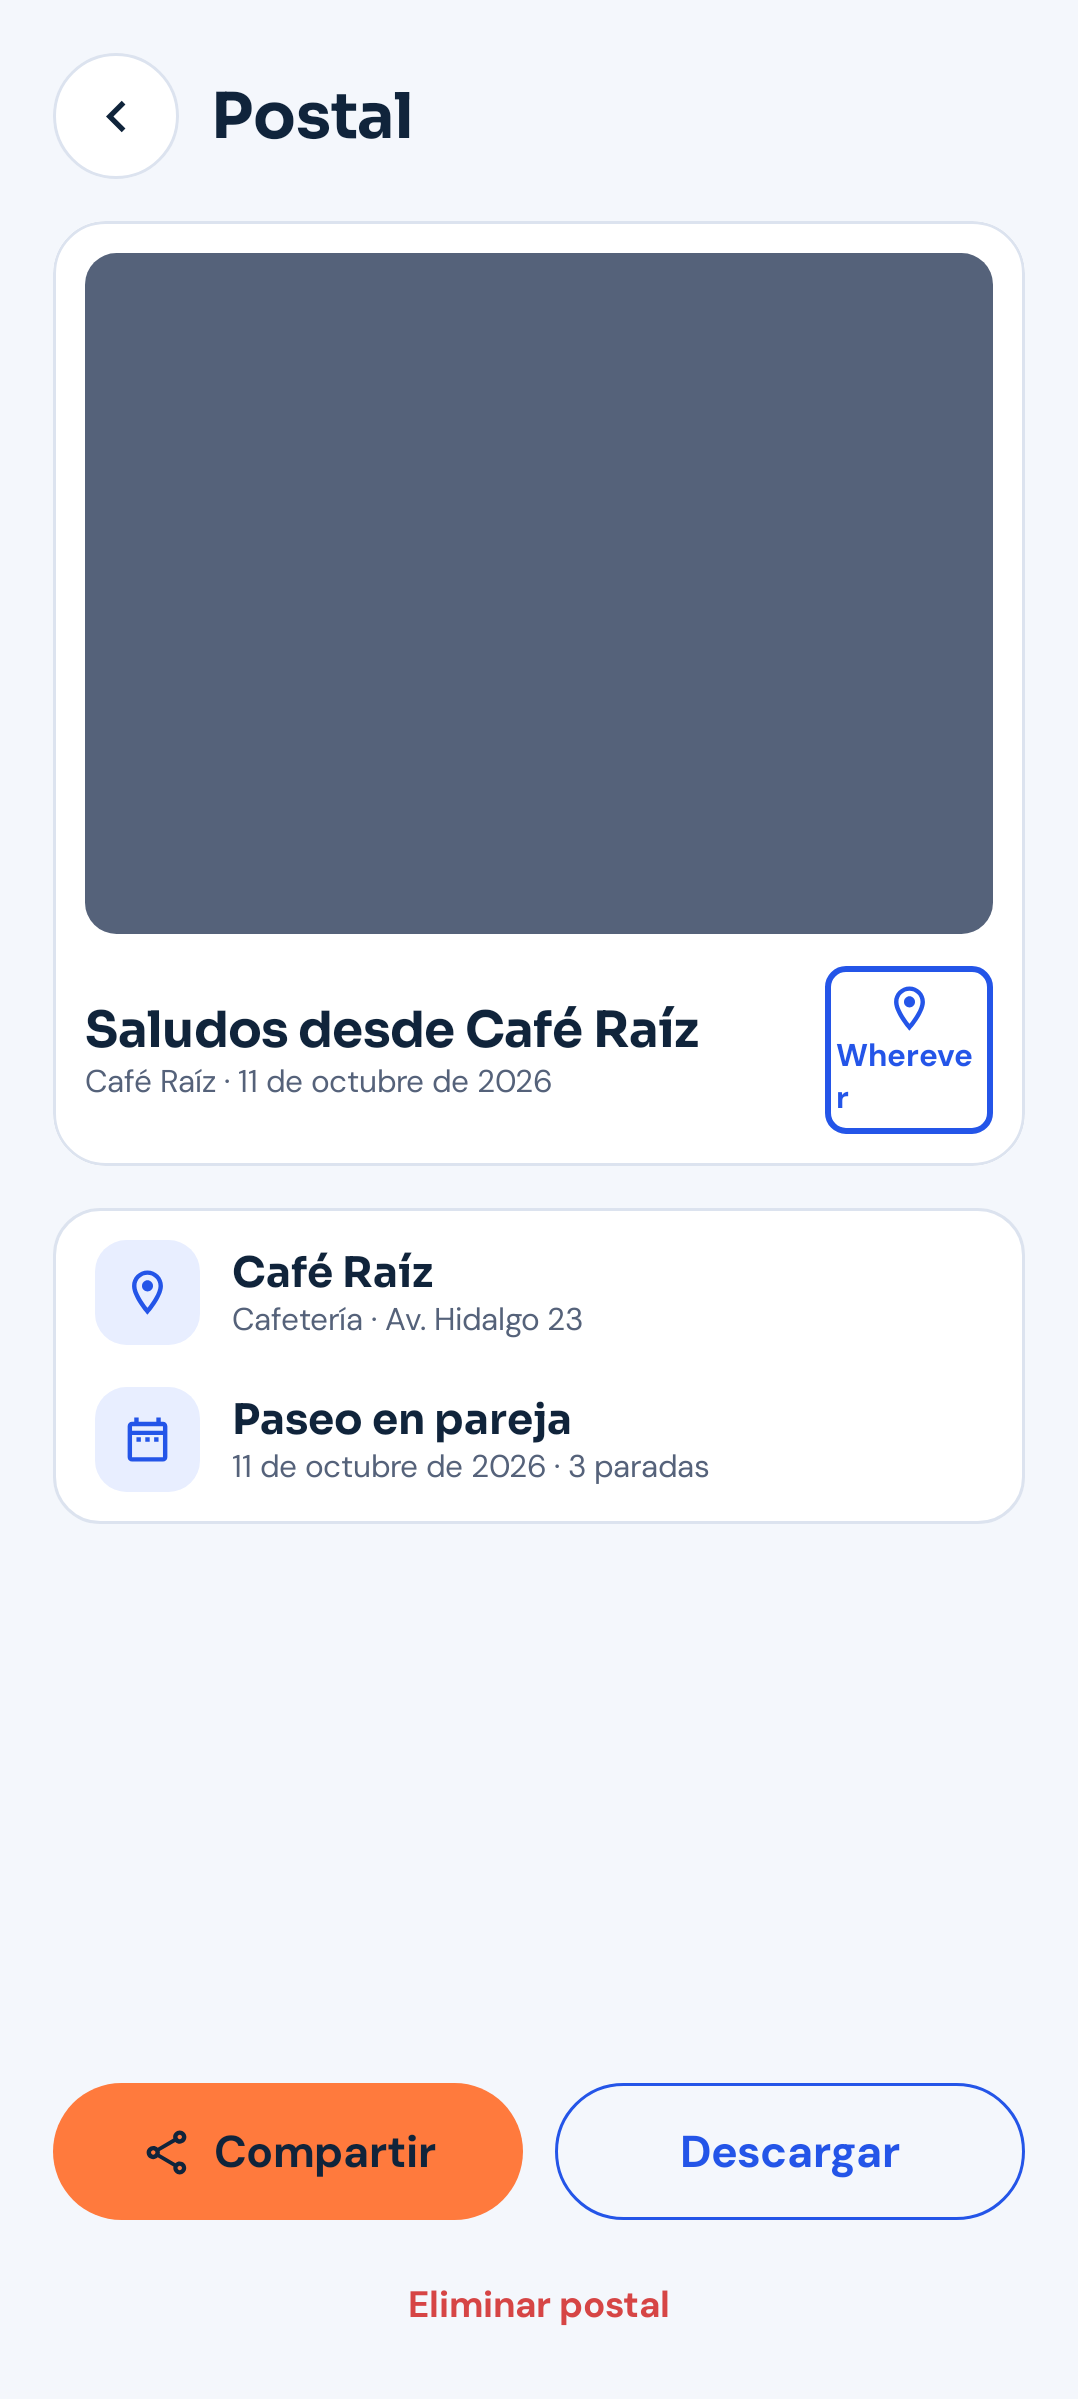 Postal
Saludos desde Café Raíz
Café Raíz · 11 de octubre de 2026
Whereve
r
Café Raíz
Cafetería · Av. Hidalgo 23
Paseo en pareja
11 de octubre de 2026 · 3 paradas
Compartir
Descargar
Eliminar postal